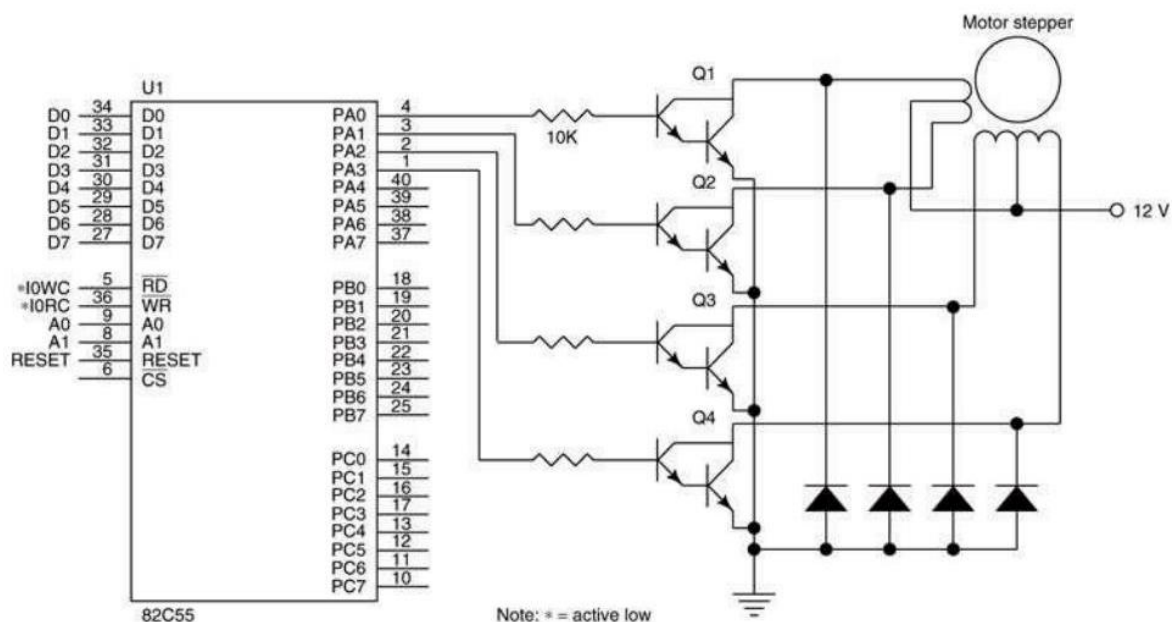 Motor stepper
U1
Q1
D0 34 D0 PA0 4
D1 33 D1 PA1 3
D2 32 D2 PA2 2
D3 31 D3 PA3 1
D4 30 D4 PA4 40
D5 29 D5 PA5 39
D6 28 D6 PA6 38
D7 27 D7 PA7 37
10K
Q2
12 V
*I0WC 5 RD PB0 18
*I0RC 36 WR PB1 19
A0 9 A0 PB2 20
A1 8 A1 PB3 21
RESET 35 RESET PB4 22
6 CS PB5 23
PB6 24
PB7 25
Q3
Q4
PC0 14
PC1 15
PC2 16
PC3 17
PC4 13
PC5 12
PC6 11
PC7 10
82C55
Note: * = active low